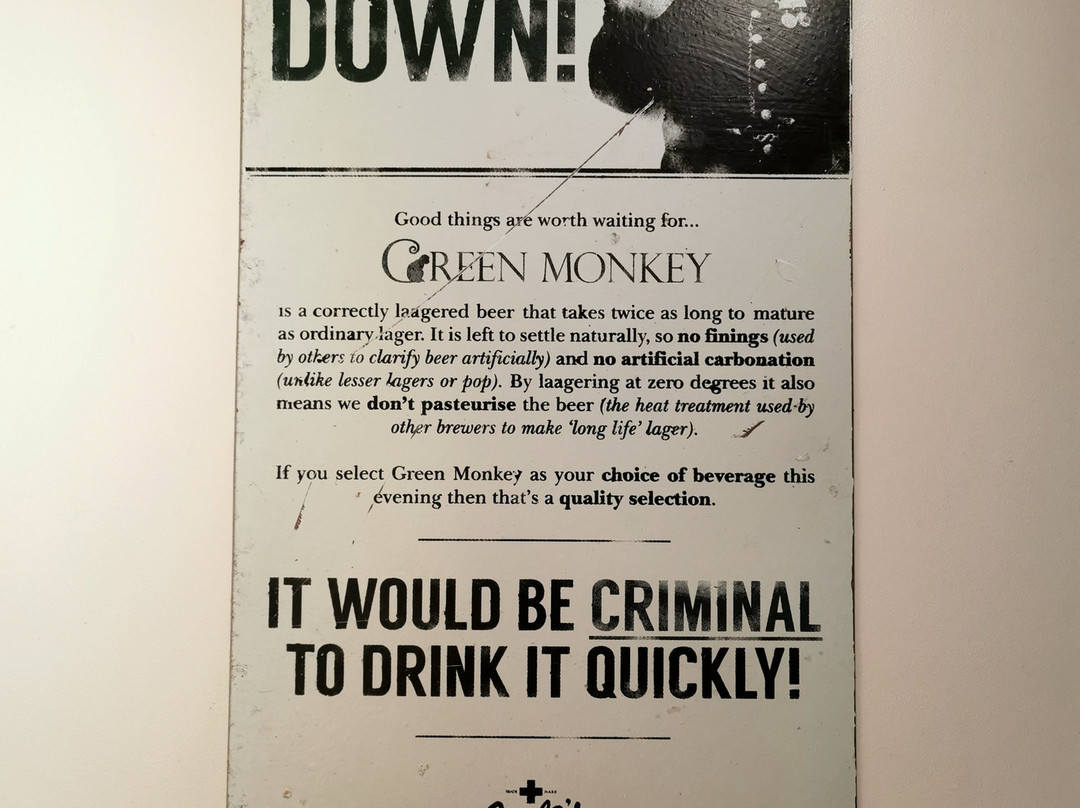 DOWN!
Good things are worth waiting for...
GREEN MONKEY
is a correctly laagered beer that takes twice as long to mature
as ordinary lager. It is left to settle naturally, so no finings (used
by others to clarify beer artificially) and no artificial carbonation
(unlike lesser lagers or pop). By laagering at zero degrees it also
means we don't pasteurise the beer (the heat treatment used by
other brewers to make 'long life' lager).
If you select Green Monkey as your choice of beverage this
evening then that's a quality selection.
IT WOULD BE CRIMINAL
TO DRINK IT QUICKLY!
TRADE MARK